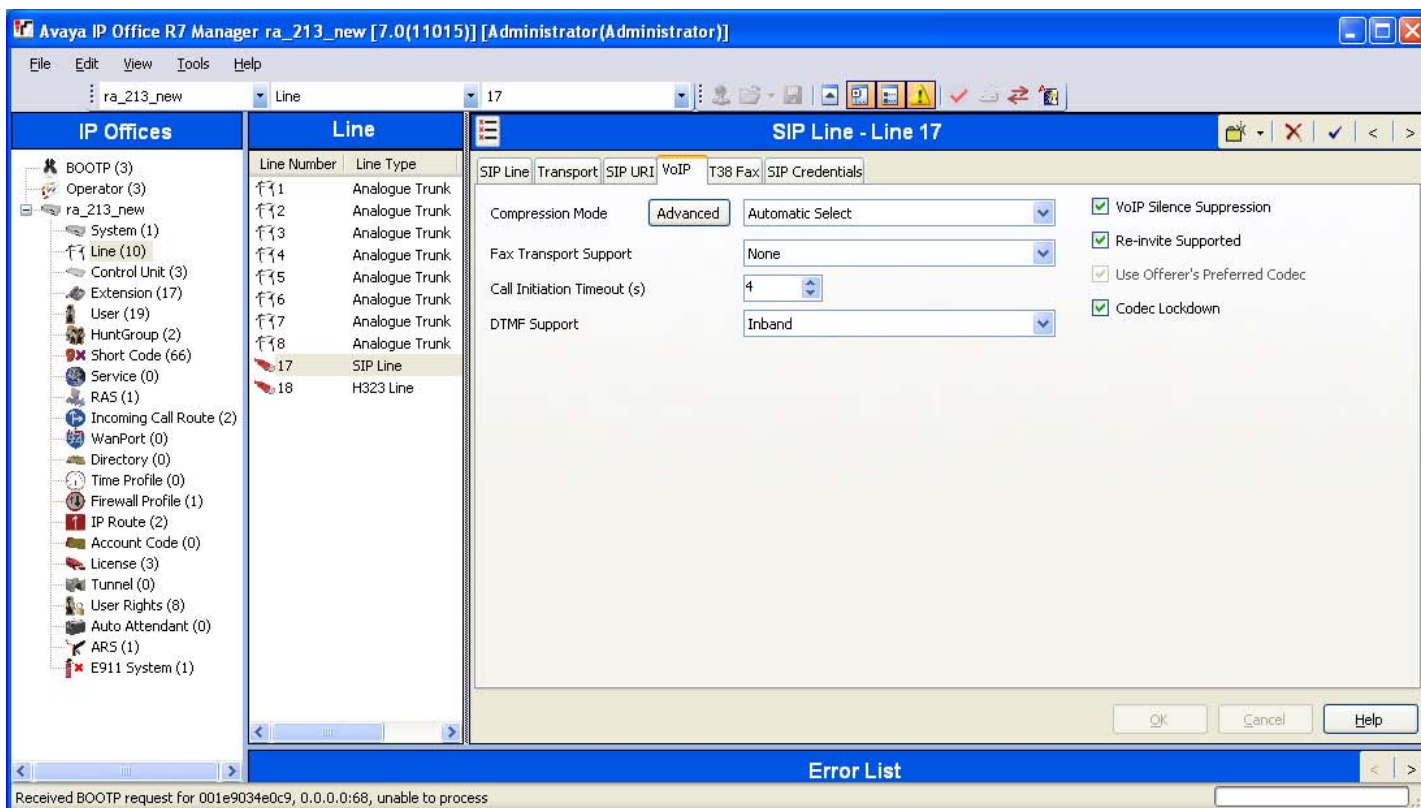 Avaya IP Office R7 Manager ra_213_new [7.0(11015)] [Administrator(Administrator)]
File Edit View Tools Help
ra_213_new Line 17
IP Offices
BOOTP (3)
Operator (3)
ra_213_new
System (1)
Line (10)
Control Unit (3)
Extension (17)
User (19)
HuntGroup (2)
Short Code (66)
Service (0)
RAS (1)
Incoming Call Route (2)
WanPort (0)
Directory (0)
Time Profile (0)
Firewall Profile (1)
IP Route (2)
Account Code (0)
License (3)
Tunnel (0)
User Rights (8)
Auto Attendant (0)
ARS (1)
E911 System (1)
Line
Line Number Line Type
1 Analogue Trunk
2 Analogue Trunk
3 Analogue Trunk
4 Analogue Trunk
5 Analogue Trunk
6 Analogue Trunk
7 Analogue Trunk
8 Analogue Trunk
17 SIP Line
18 H323 Line
SIP Line - Line 17
SIP Line Transport SIP URI VoIP T38 Fax SIP Credentials
Compression Mode Advanced Automatic Select
Fax Transport Support None
Call Initiation Timeout (s) 4
DTMF Support Inband
VoIP Silence Suppression
Re-invite Supported
Use Offerer's Preferred Codec
Codec Lockdown
OK Cancel Help
Error List
Received BOOTP request for 001e9034e0c9, 0.0.0.0:68, unable to process